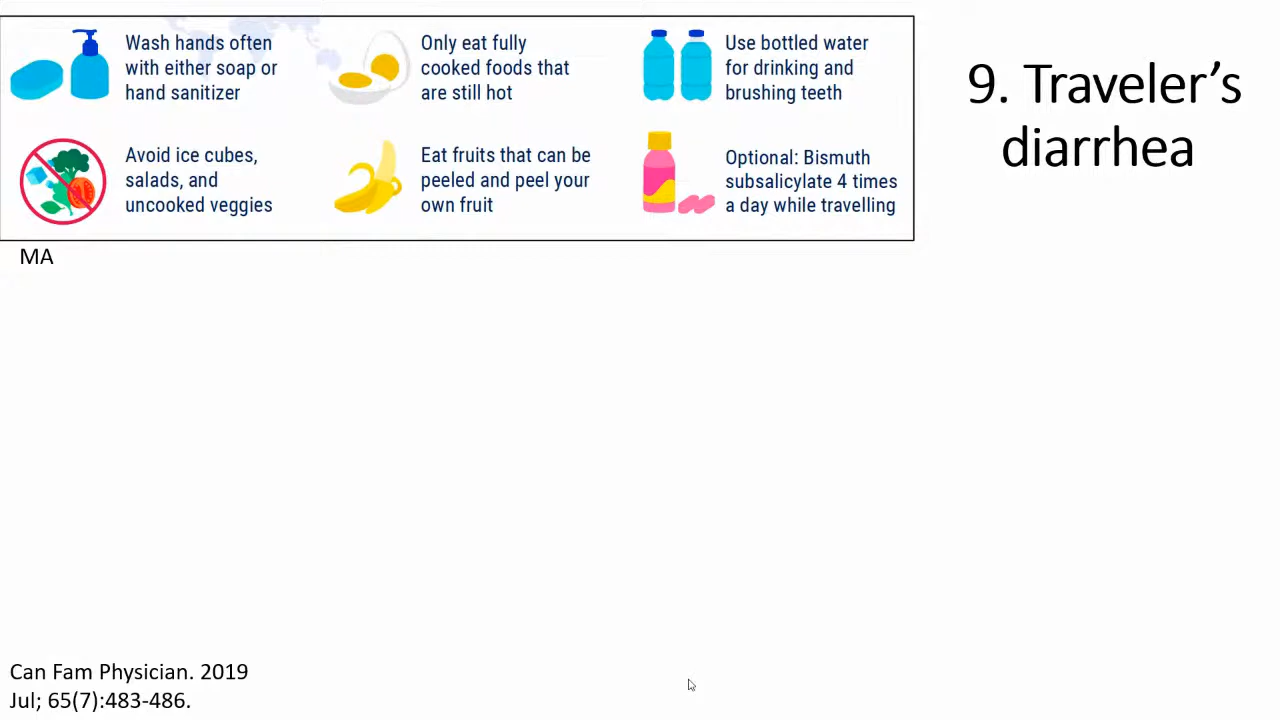 Wash hands often
with either soap or
hand sanitizer
Only eat fully
cooked foods that
are still hot
Use bottled water
for drinking and
brushing teeth
Avoid ice cubes,
salads, and
uncooked veggies
Eat fruits that can be
peeled and peel your
own fruit
Optional: Bismuth
subsalicylate 4 times
a day while travelling
9. Traveler’s
diarrhea
MA
Can Fam Physician. 2019
Jul; 65(7):483-486.